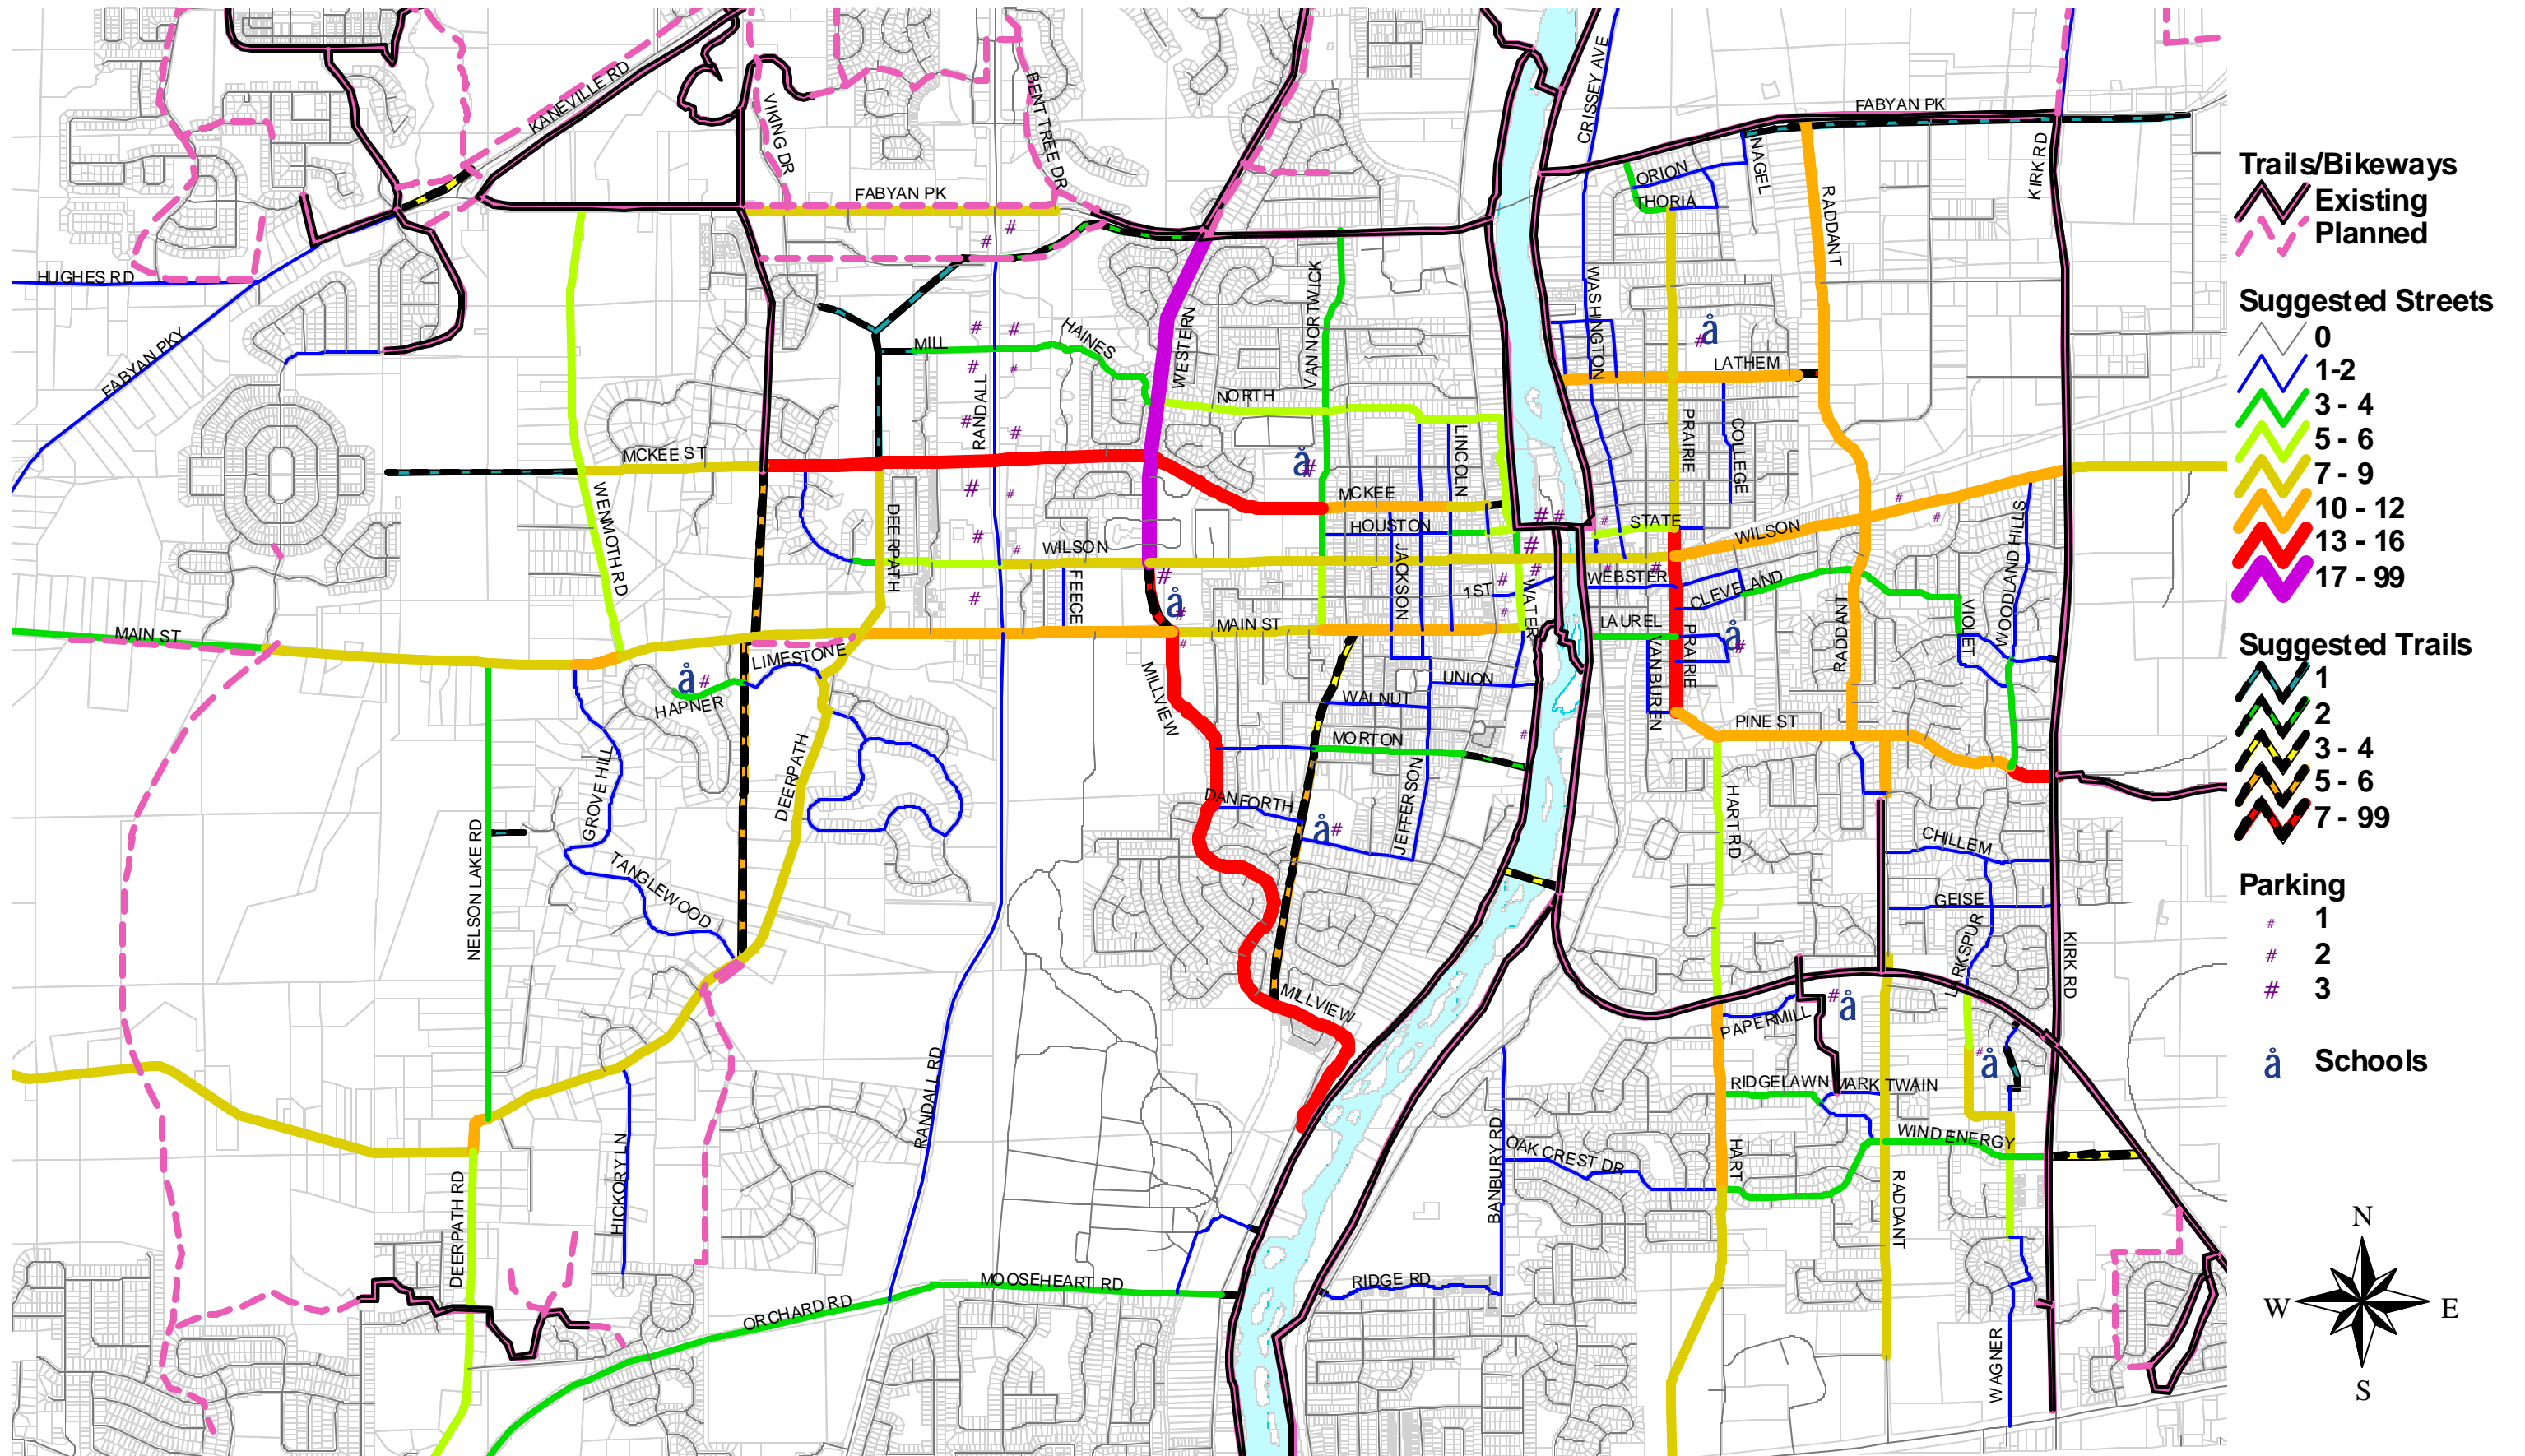 KANEVILLE RD
VIKING DR
BENT TREE DR
CRISSEY AVE
FABYAN PK
KIRK RD
NAGEL
ORION
THORIA
RADDANT
FABYAN PK
HUGHES RD
FABYAN PKY
MILL
HAINES
WESTERN
VAN NORTWICK
WASHINGTON
LATHEM
RANDALL
NORTH
PRAIRIE
COLLEGE
LINCOLN
MCKEE ST
MCKEE
WENMOTH RD
DEERPATH
HOUSTON
STATE
WILSON
WILSON
WOODLAND HILLS
FEECE
JACKSON
1ST
WATER
WEBSTER
CLEVELAND
VIOLET
MAIN ST
MAIN ST
LAUREL
VAN BUREN
PRAIRIE
RADDANT
LIMESTONE
HAPNER
MILLVIEW
UNION
WALNUT
MORTON
PINE ST
GROVE HILL
DEERPATH
DANFORTH
JEFFERSON
HART RD
CHILLEM
NELSON LAKE RD
TANGLEWOOD
GEISE
LARKSPUR
KIRK RD
MILLVIEW
PAPERMILL
RIDGELAWN
MARK TWAIN
RANDALL RD
HICKORY LN
BANBURY RD
OAK CREST DR
HART
WIND ENERGY
RADDANT
DEERPATH RD
MOOSEHEART RD
RIDGE RD
ORCHARD RD
WAGNER
Trails/Bikeways
Existing
Planned
Suggested Streets
0
1-2
3 - 4
5 - 6
7 - 9
10 - 12
13 - 16
17 - 99
Suggested Trails
1
2
3 - 4
5 - 6
7 - 99
Parking
# 1
# 2
# 3
å Schools
N
W E
S